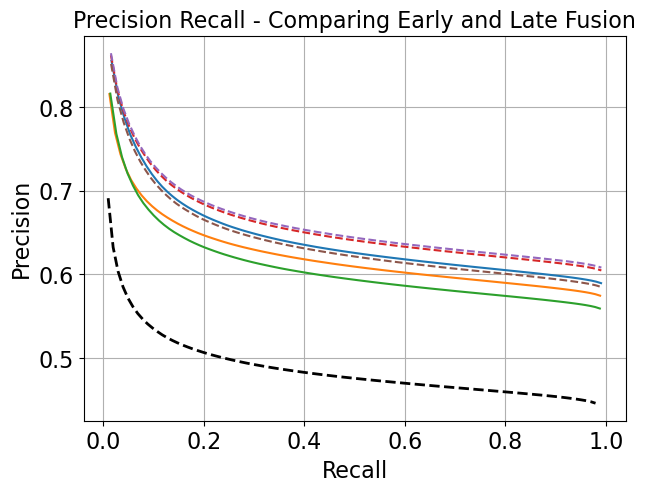 Precision Recall - Comparing Early and Late Fusion
Precision
0.8
0.7
0.6
0.5
0.0 0.2 0.4 0.6 0.8 1.0
Recall